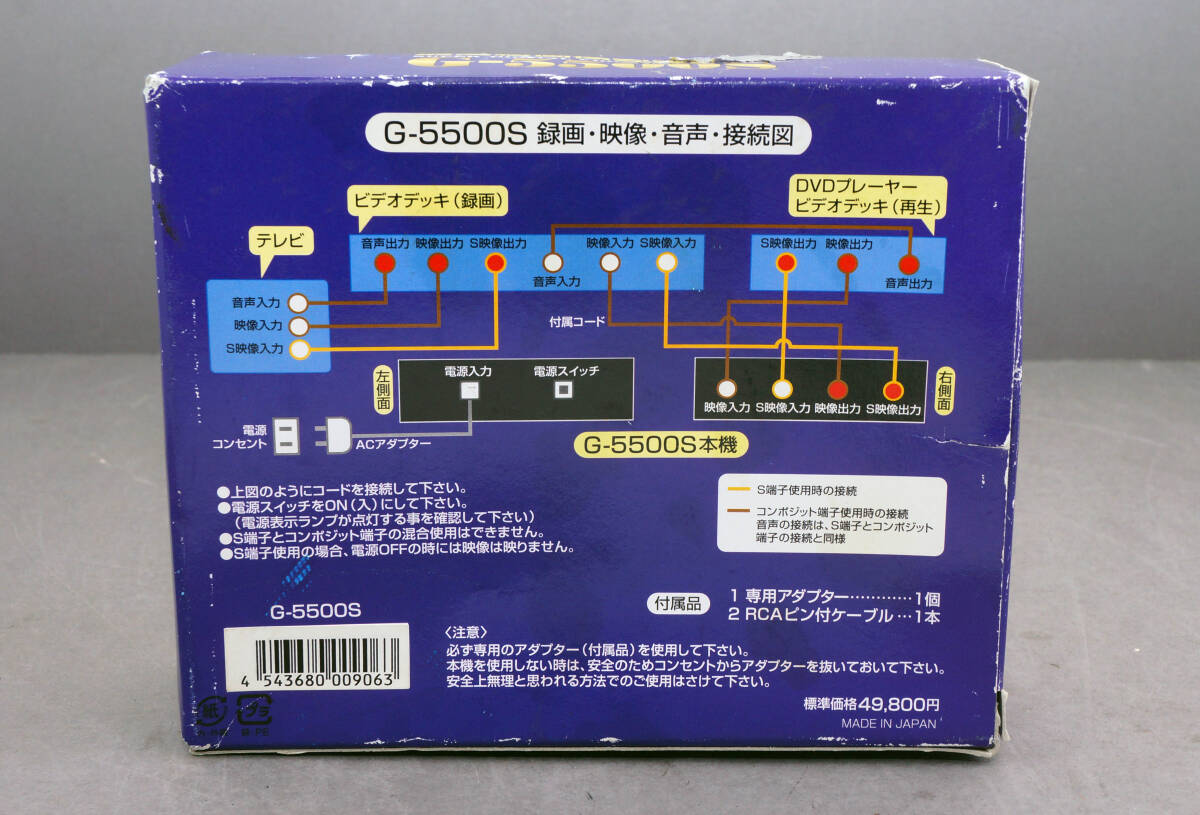 G-5500S 録画・映像・音声・接続図
ビデオデッキ(録画)
DVDプレーヤー
ビデオデッキ(再生)
テレビ
音声出力 映像出力 S映像出力 映像入力 S映像入力
音声入力
S映像出力 映像出力
音声出力
音声入力
映像入力
S映像入力
付属コード
左側面
電源入力 電源スイッチ
映像入力 S映像入力 映像出力 S映像出力
右側面
電源
コンセント
ACアダプター
G-5500S本機
●上図のようにコードを接続して下さい。
●電源スイッチをON(入)にして下さい。
(電源表示ランプが点灯する事を確認して下さい)
●S端子とコンポジット端子の混合使用はできません。
●S端子使用の場合、電源OFFの時には映像は映りません。
S端子使用時の接続
コンポジット端子使用時の接続
音声の接続は、S端子とコンポジット
端子の接続と同様
付属品
1 専用アダプター…………1個
2 RCAピン付ケーブル…1本
G-5500S
4 543680 009063
〈注意〉
必ず専用のアダプター(付属品)を使用して下さい。
本機を使用しない時は、安全のためコンセントからアダプターを抜いておいて下さい。
安全上無理と思われる方法でのご使用はさけて下さい。
標準価格49,800円
MADE IN JAPAN
紙
プラ